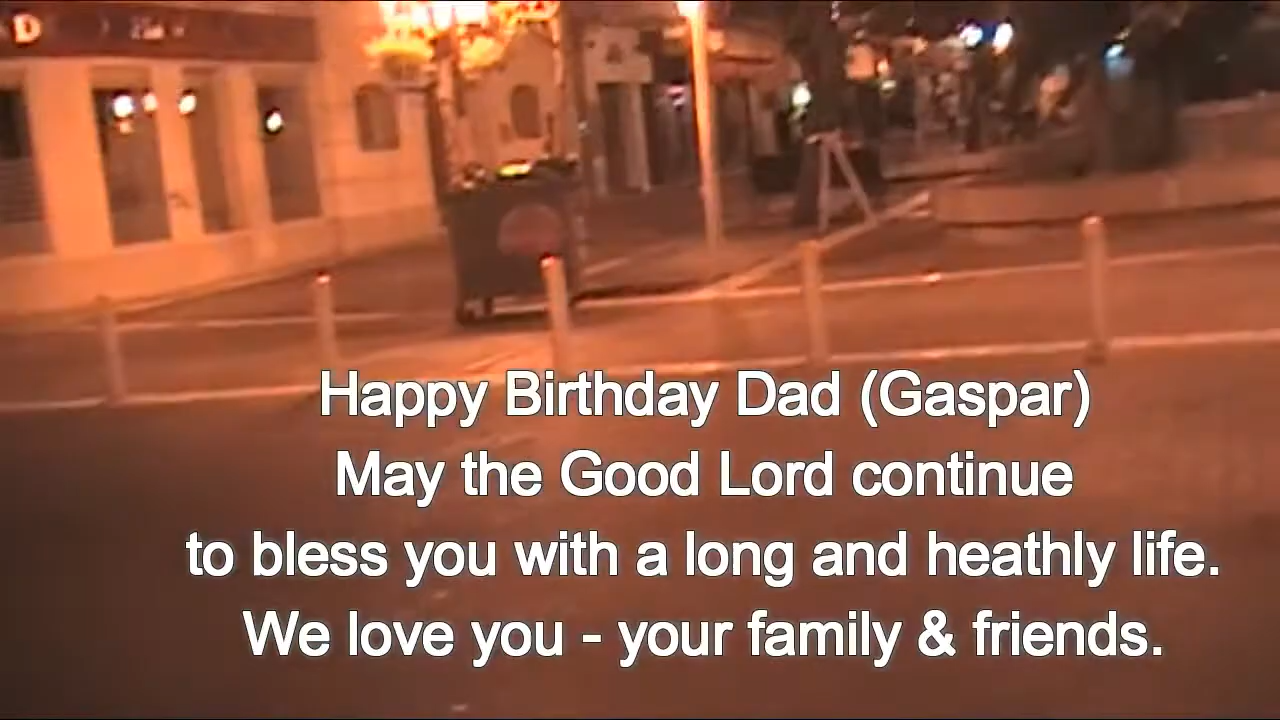 Happy Birthday Dad (Gaspar)
May the Good Lord continue
to bless you with a long and heathly life.
We love you - your family & friends.